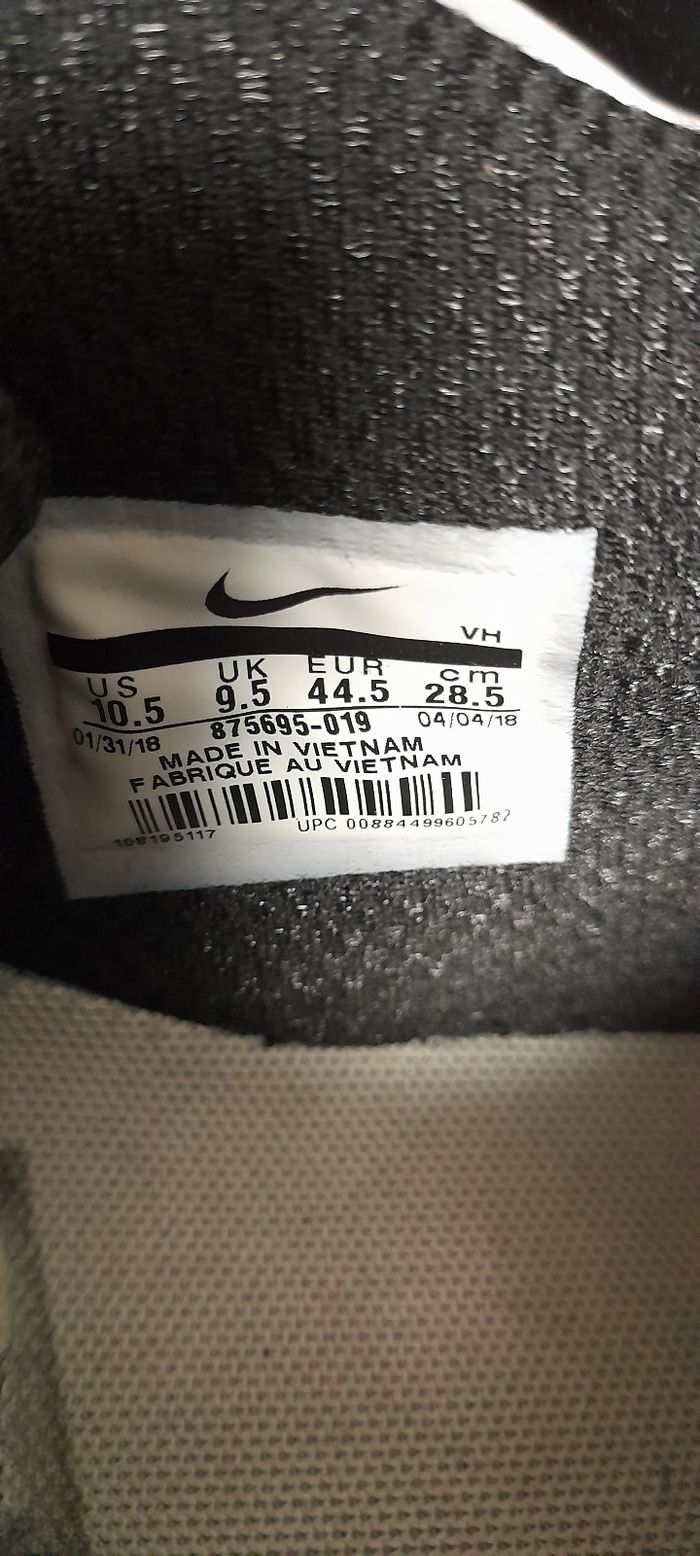 VH
US UK EUR cm
10.5 9.5 44.5 28.5
01/31/18 875695-019 04/04/18
MADE IN VIETNAM
FABRIQUE AU VIETNAM
108195117 UPC 00884499605782